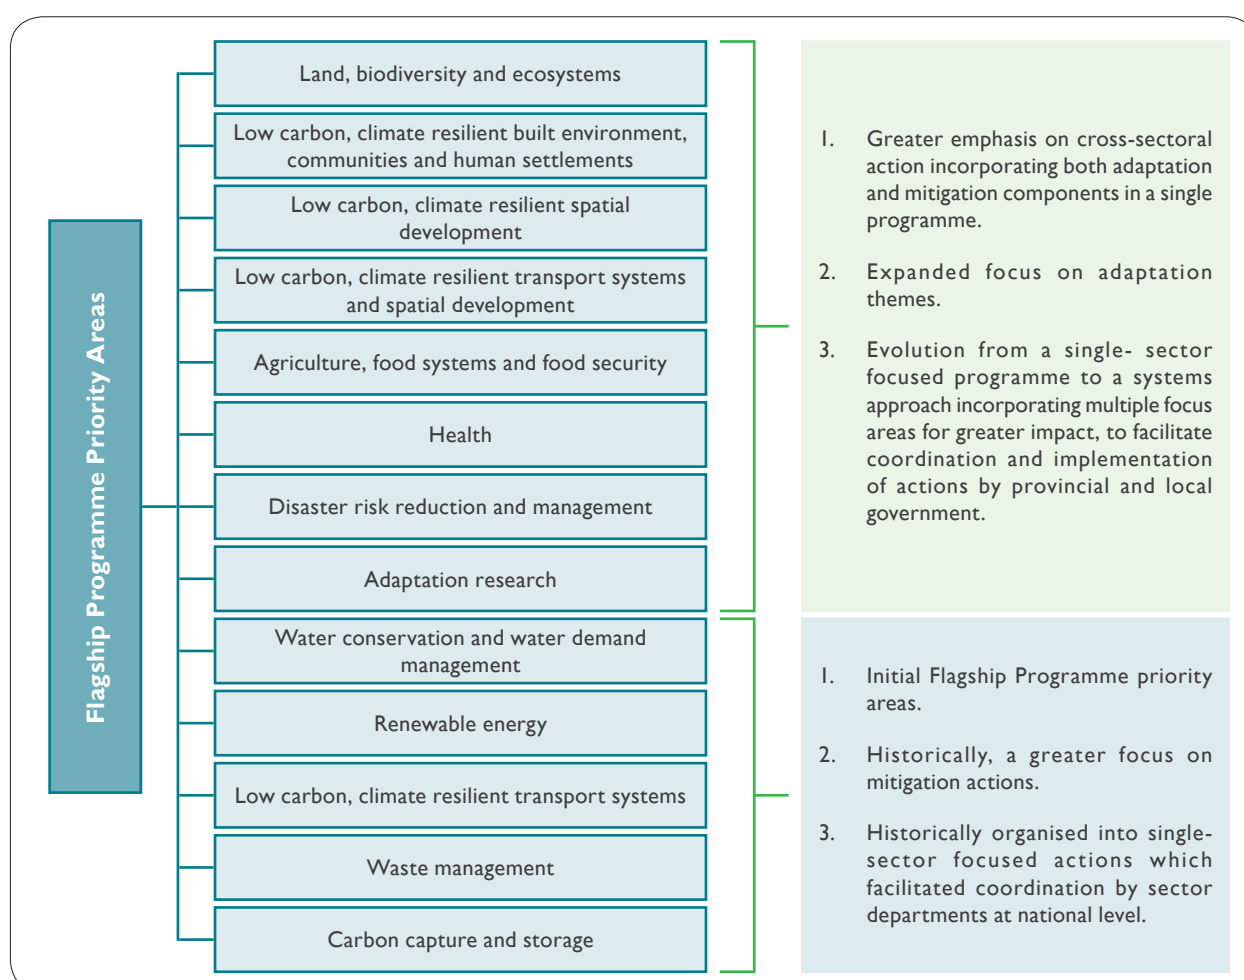 Flagship Programme Priority Areas
Land, biodiversity and ecosystems
Low carbon, climate resilient built environment,
communities and human settlements
Low carbon, climate resilient spatial
development
Low carbon, climate resilient transport systems
and spatial development
Agriculture, food systems and food security
Health
Disaster risk reduction and management
Adaptation research
Water conservation and water demand
management
Renewable energy
Low carbon, climate resilient transport systems
Waste management
Carbon capture and storage
1. Greater emphasis on cross-sectoral
action incorporating both adaptation
and mitigation components in a single
programme.
2. Expanded focus on adaptation
themes.
3. Evolution from a single- sector
focused programme to a systems
approach incorporating multiple focus
areas for greater impact, to facilitate
coordination and implementation
of actions by provincial and local
government.
1. Initial Flagship Programme priority
areas.
2. Historically, a greater focus on
mitigation actions.
3. Historically organised into single-
sector focused actions which
facilitated coordination by sector
departments at national level.